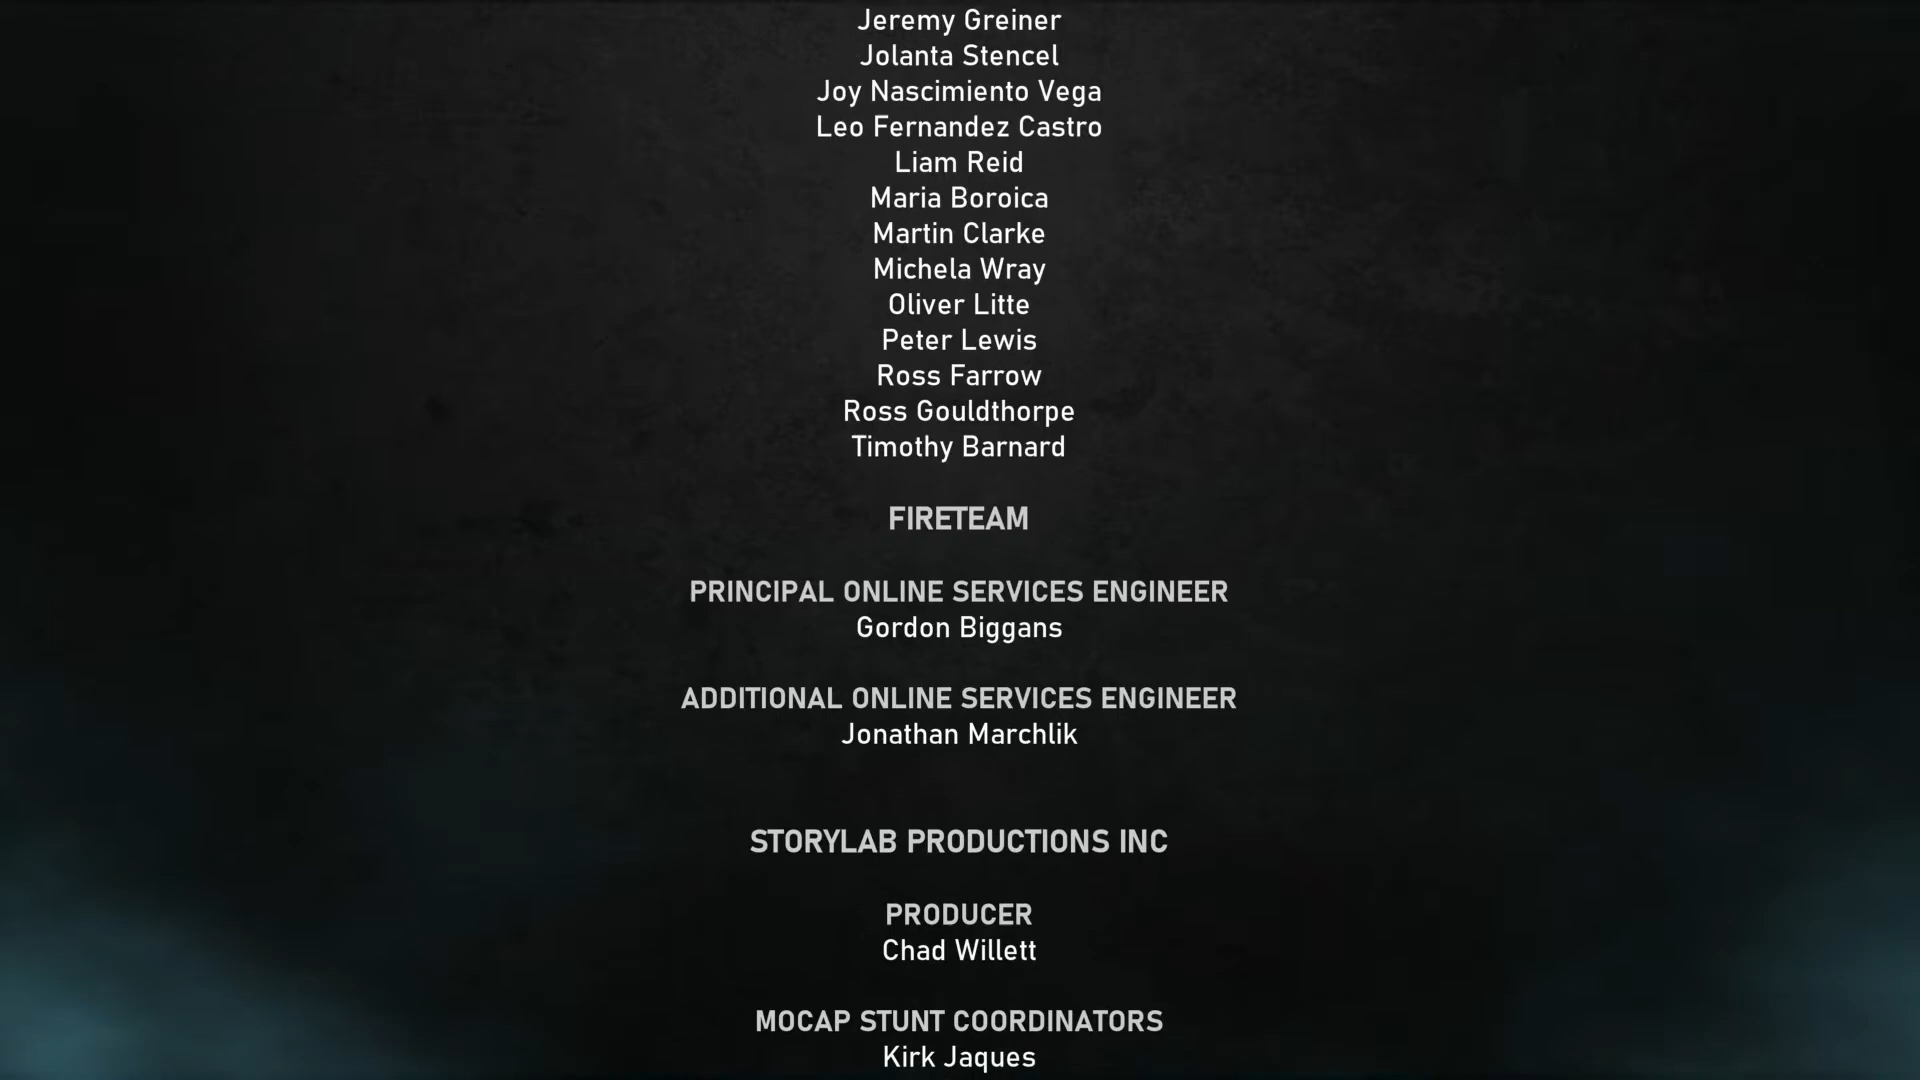 Jeremy Greiner
Jolanta Stencel
Joy Nascimiento Vega
Leo Fernandez Castro
Liam Reid
Maria Boroica
Martin Clarke
Michela Wray
Oliver Litte
Peter Lewis
Ross Farrow
Ross Gouldthorpe
Timothy Barnard
FIRETEAM
PRINCIPAL ONLINE SERVICES ENGINEER
Gordon Biggans
ADDITIONAL ONLINE SERVICES ENGINEER
Jonathan Marchlik
STORYLAB PRODUCTIONS INC
PRODUCER
Chad Willett
MOCAP STUNT COORDINATORS
Kirk Jaques